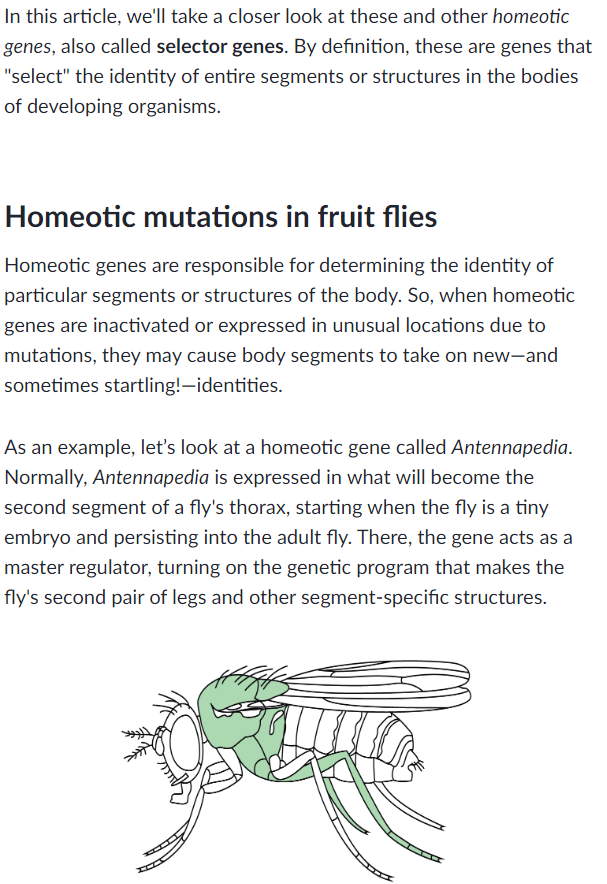 In this article, we'll take a closer look at these and other homeotic
genes, also called selector genes. By definition, these are genes that
"select" the identity of entire segments or structures in the bodies
of developing organisms.
Homeotic mutations in fruit flies
Homeotic genes are responsible for determining the identity of
particular segments or structures of the body. So, when homeotic
genes are inactivated or expressed in unusual locations due to
mutations, they may cause body segments to take on new—and
sometimes startling!—identities.
As an example, let’s look at a homeotic gene called Antennapedia.
Normally, Antennapedia is expressed in what will become the
second segment of a fly's thorax, starting when the fly is a tiny
embryo and persisting into the adult fly. There, the gene acts as a
master regulator, turning on the genetic program that makes the
fly's second pair of legs and other segment-specific structures.